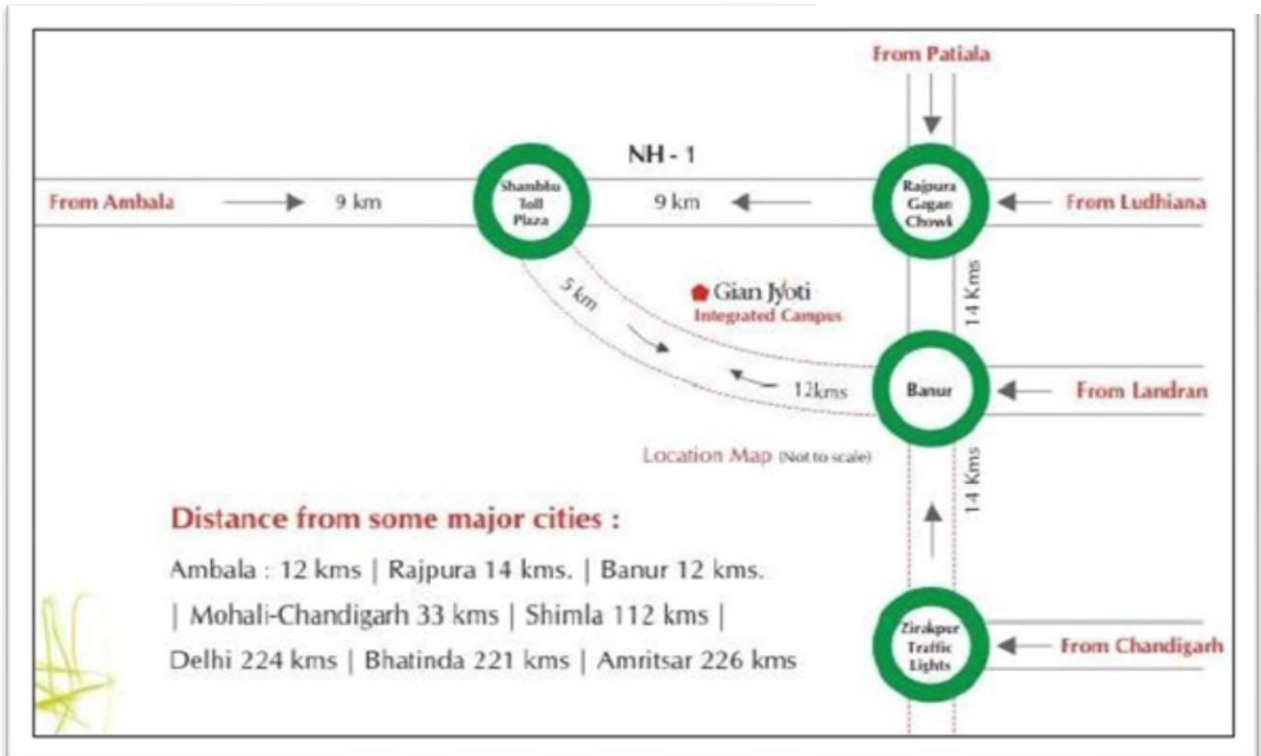 From Patiala
NH - 1
From Ambala
9 km
Shambhu
Toll
Plaza
9 km
Rajpura
Gagan
Chowk
From Ludhiana
5 km
Gian Jyoti
Integrated Campus
14 Kms
12kms
Banur
From Landran
Location Map (Not to scale)
14 Kms
Distance from some major cities :
Ambala : 12 kms | Rajpura 14 kms. | Banur 12 kms.
| Mohali-Chandigarh 33 kms | Shimla 112 kms |
Delhi 224 kms | Bhatinda 221 kms | Amritsar 226 kms
Zirakpur
Traffic
Lights
From Chandigarh